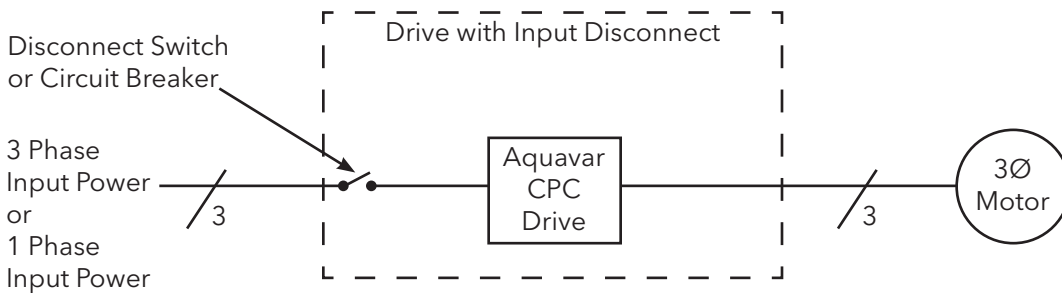 Drive with Input Disconnect
Disconnect Switch
or Circuit Breaker
3 Phase
Input Power
or
1 Phase
Input Power
3
Aquavar
CPC
Drive
3
3Ø
Motor